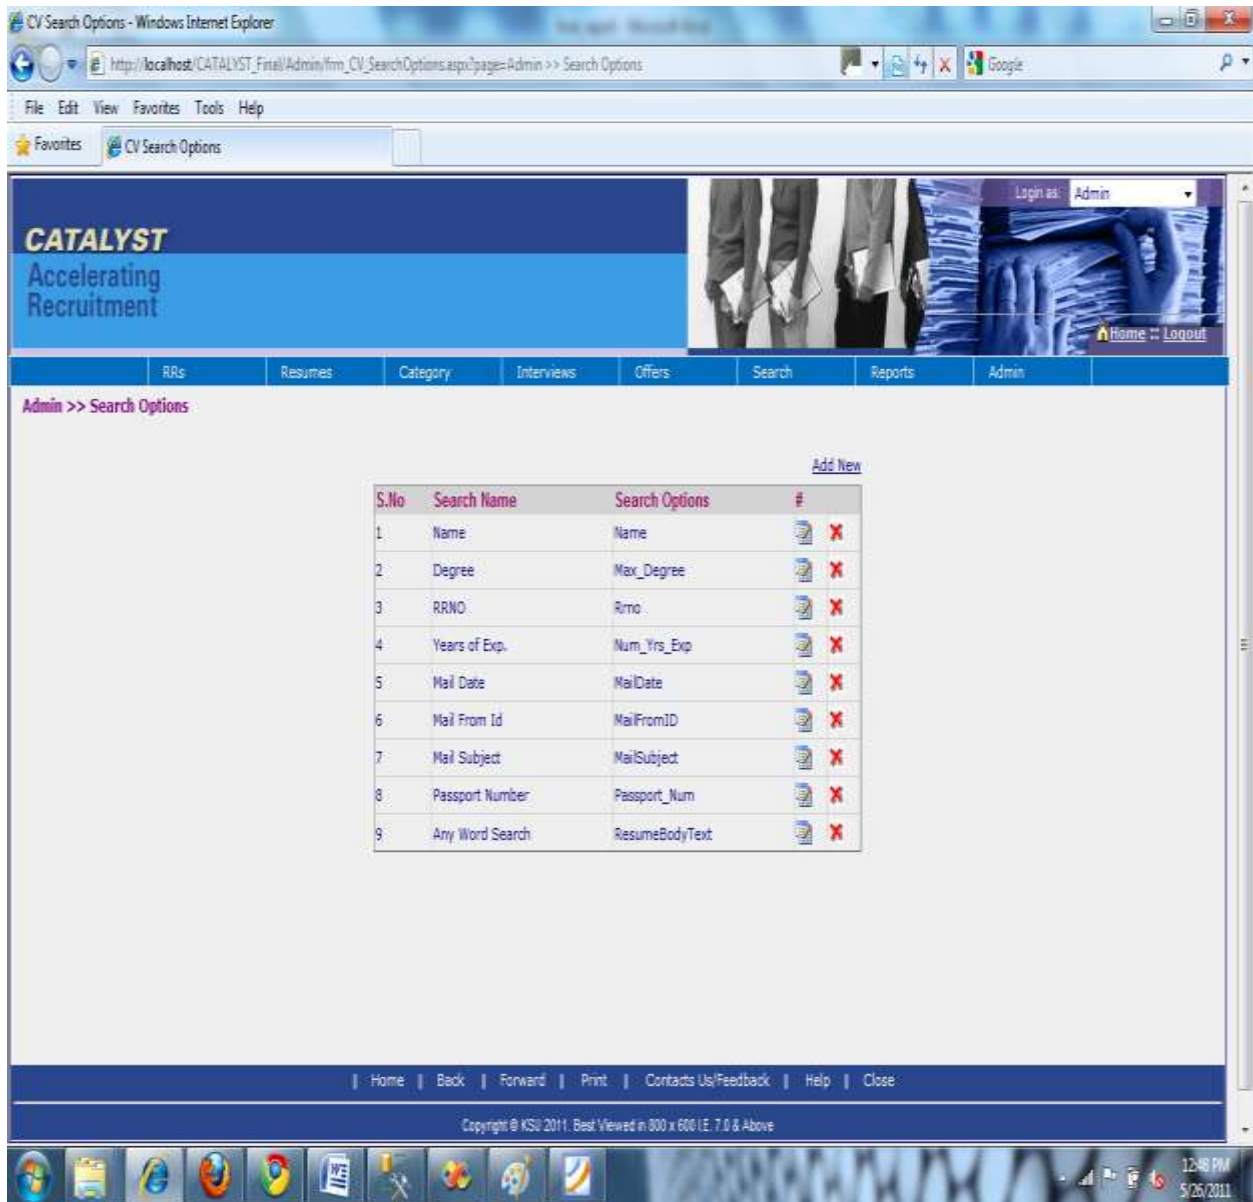 CV Search Options - Windows Internet Explorer
http://localhost/CATALYST_Final/Admin/frm_CV_SearchOptions.aspx?page=Admin >> Search Options
Google
File Edit View Favorites Tools Help
Favorites CV Search Options
Login as: Admin
CATALYST
Accelerating
Recruitment
Home :: Logout
RRs Resumes Category Interviews Offers Search Reports Admin
Admin >> Search Options
Add New
S.No Search Name Search Options #
1 Name Name
2 Degree Max_Degree
3 RRNO Rrno
4 Years of Exp. Num_Yrs_Exp
5 Mail Date MailDate
6 Mail From Id MailFromID
7 Mail Subject MailSubject
8 Passport Number Passport_Num
9 Any Word Search ResumeBodyText
| Home | Back | Forward | Print | Contacts Us/Feedback | Help | Close
Copyright © KSU 2011. Best Viewed in 800 x 600 I.E. 7.0 & Above
12:48 PM
5/26/2011